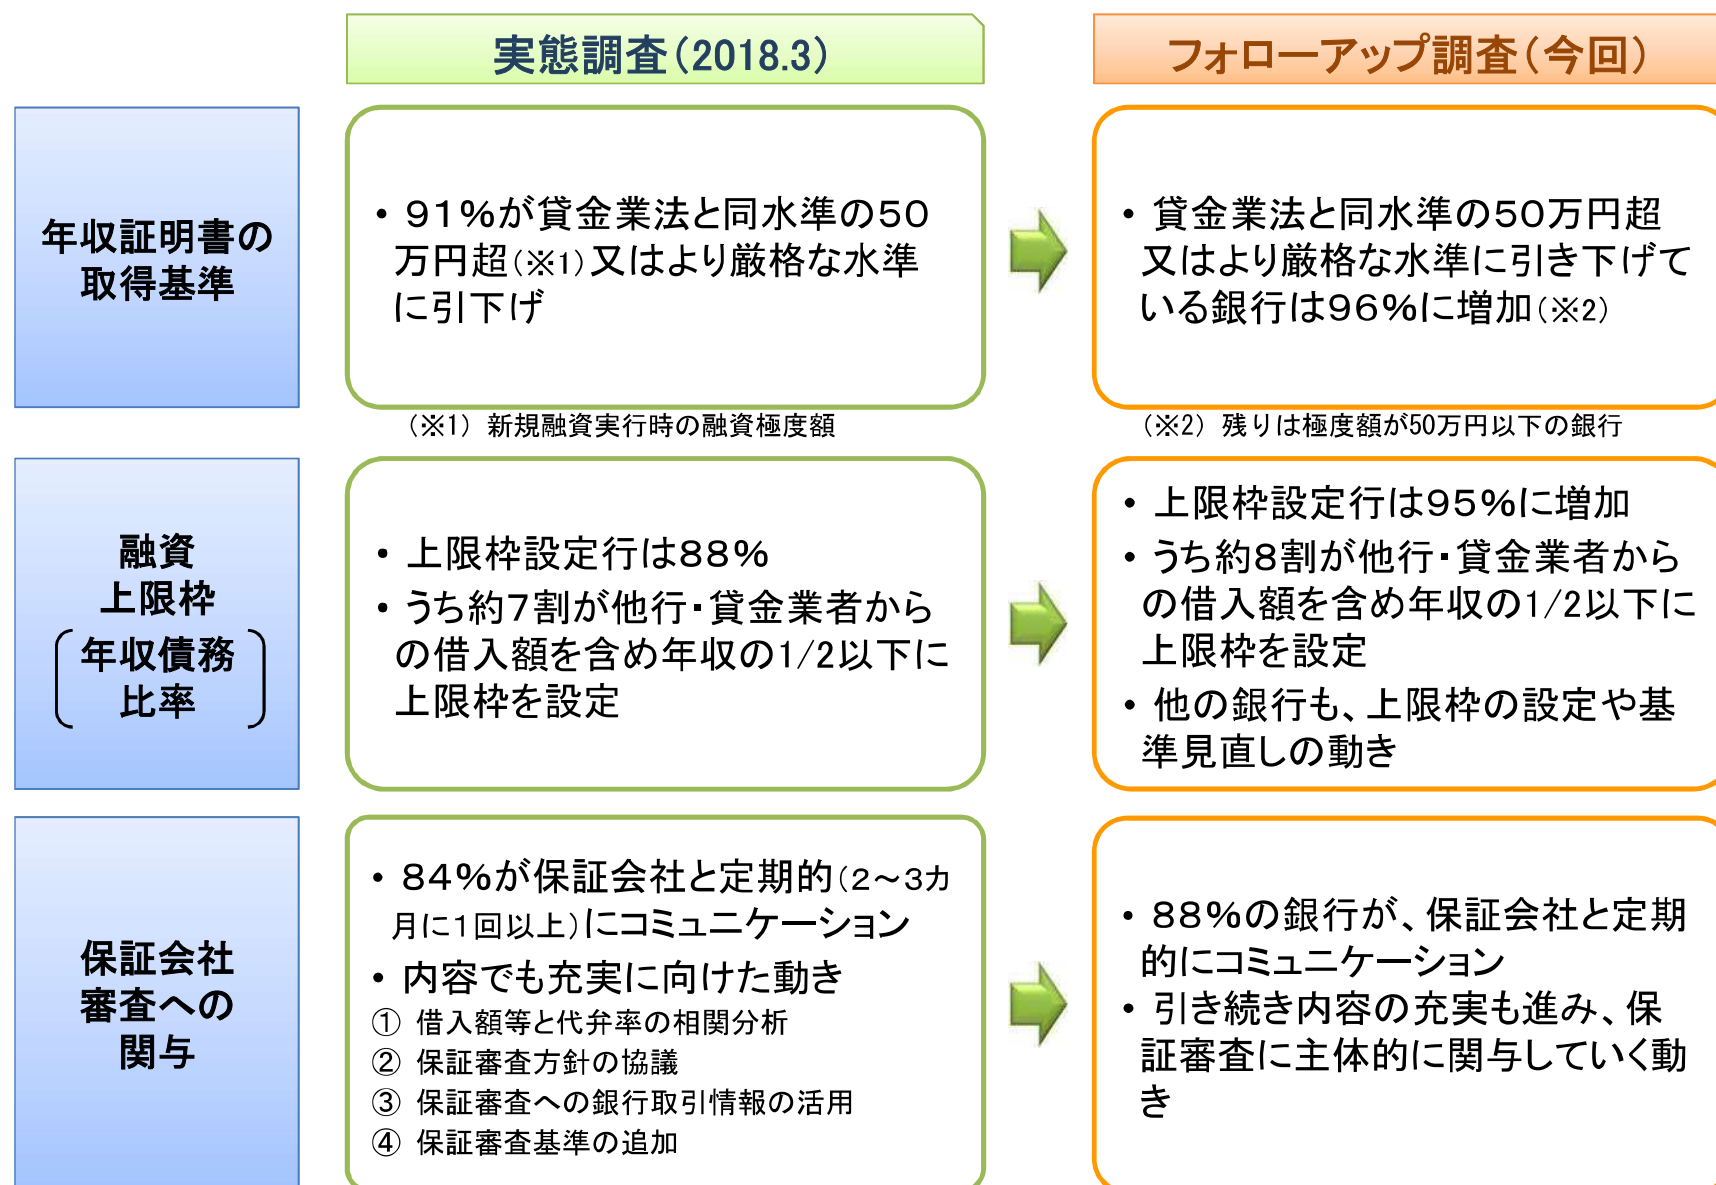 実態調査(2018.3)
フォローアップ調査(今回)
年収証明書の
取得基準
• 91%が貸金業法と同水準の50
万円超(※1)又はより厳格な水準
に引下げ
(※1) 新規融資実行時の融資極度額
• 貸金業法と同水準の50万円超
又はより厳格な水準に引き下げて
いる銀行は96%に増加(※2)
(※2) 残りは極度額が50万円以下の銀行
融資
上限枠
年収債務
比率
• 上限枠設定行は88%
• うち約7割が他行・貸金業者から
の借入額を含め年収の1/2以下に
上限枠を設定
• 上限枠設定行は95%に増加
• うち約8割が他行・貸金業者から
の借入額を含め年収の1/2以下に
上限枠を設定
• 他の銀行も、上限枠の設定や基
準見直しの動き
保証会社
審査への
関与
• 84%が保証会社と定期的(2～3カ
月に1回以上)にコミュニケーション
• 内容でも充実に向けた動き
① 借入額等と代弁率の相関分析
② 保証審査方針の協議
③ 保証審査への銀行取引情報の活用
④ 保証審査基準の追加
• 88%の銀行が、保証会社と定期
的にコミュニケーション
• 引き続き内容の充実も進み、保
証審査に主体的に関与していく動
き